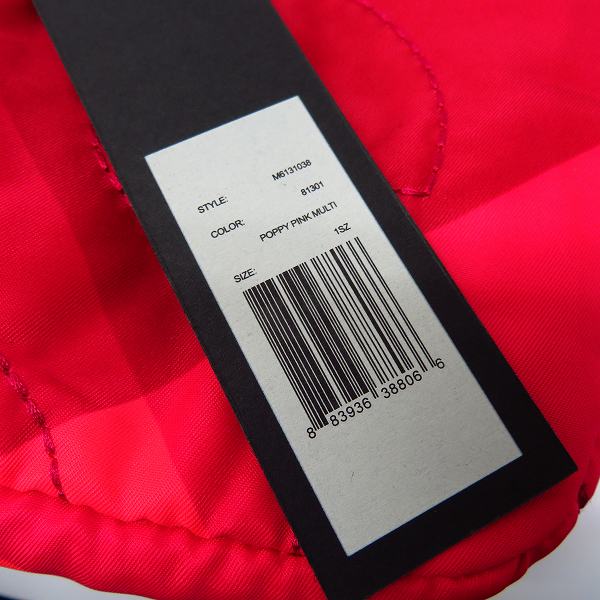 STYLE: M6131038
COLOR: 81301
POPPY PINK MULTI
SIZE: 1SZ
8 83936 38806 6